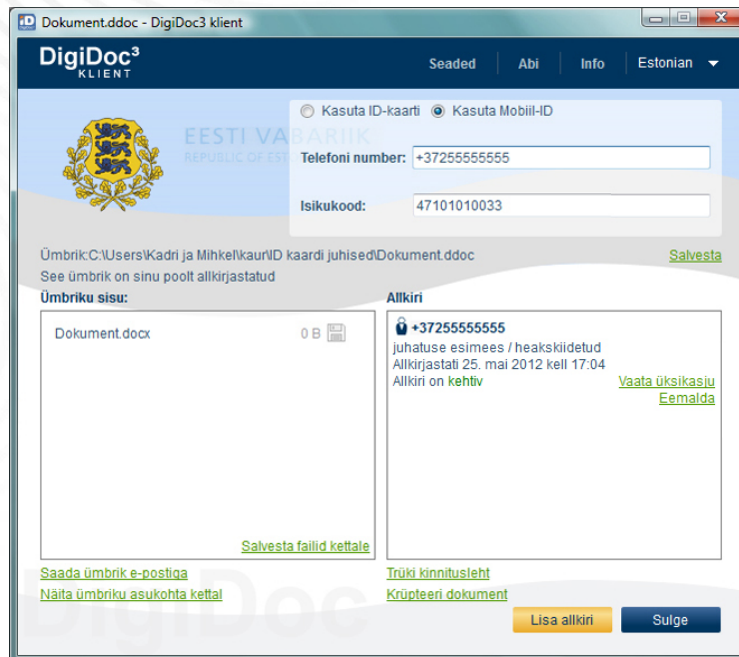 Dokument.ddoc - DigiDoc3 klient
DigiDoc³
KLIENT
Seaded
Abi
Info
Estonian
EESTI VABARIIK
REPUBLIC OF EST
Kasuta ID-kaarti
Kasuta Mobiil-ID
Telefoni number:
+37255555555
Isikukood:
47101010033
Ümbrik:C:\Users\Kadri ja Mihkel\kaur\ID kaardi juhised\Dokument.ddoc
Salvesta
See ümbrik on sinu poolt allkirjastatud
Ümbriku sisu:
Dokument.docx
0 B
Salvesta failid kettale
Allkiri
+37255555555
juhatuse esimees / heakskiidetud
Allkirjastati 25. mai 2012 kell 17:04
Allkiri on kehtiv
Vaata üksikasju
Eemalda
Saada ümbrik e-postiga
Trüki kinnitusleht
Näita ümbriku asukohta kettal
Krüpteeri dokument
DigiDoc
Lisa allkiri
Sulge